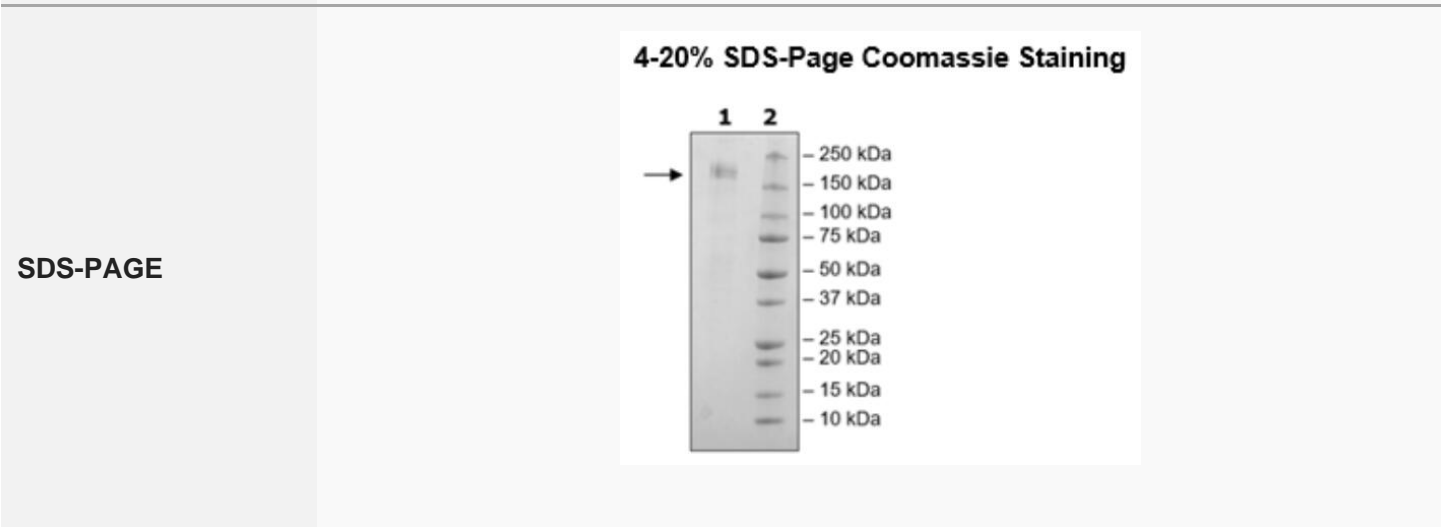 4-20% SDS-Page Coomassie Staining
1 2
– 250 kDa
– 150 kDa
– 100 kDa
– 75 kDa
– 50 kDa
– 37 kDa
– 25 kDa
– 20 kDa
– 15 kDa
– 10 kDa
SDS-PAGE